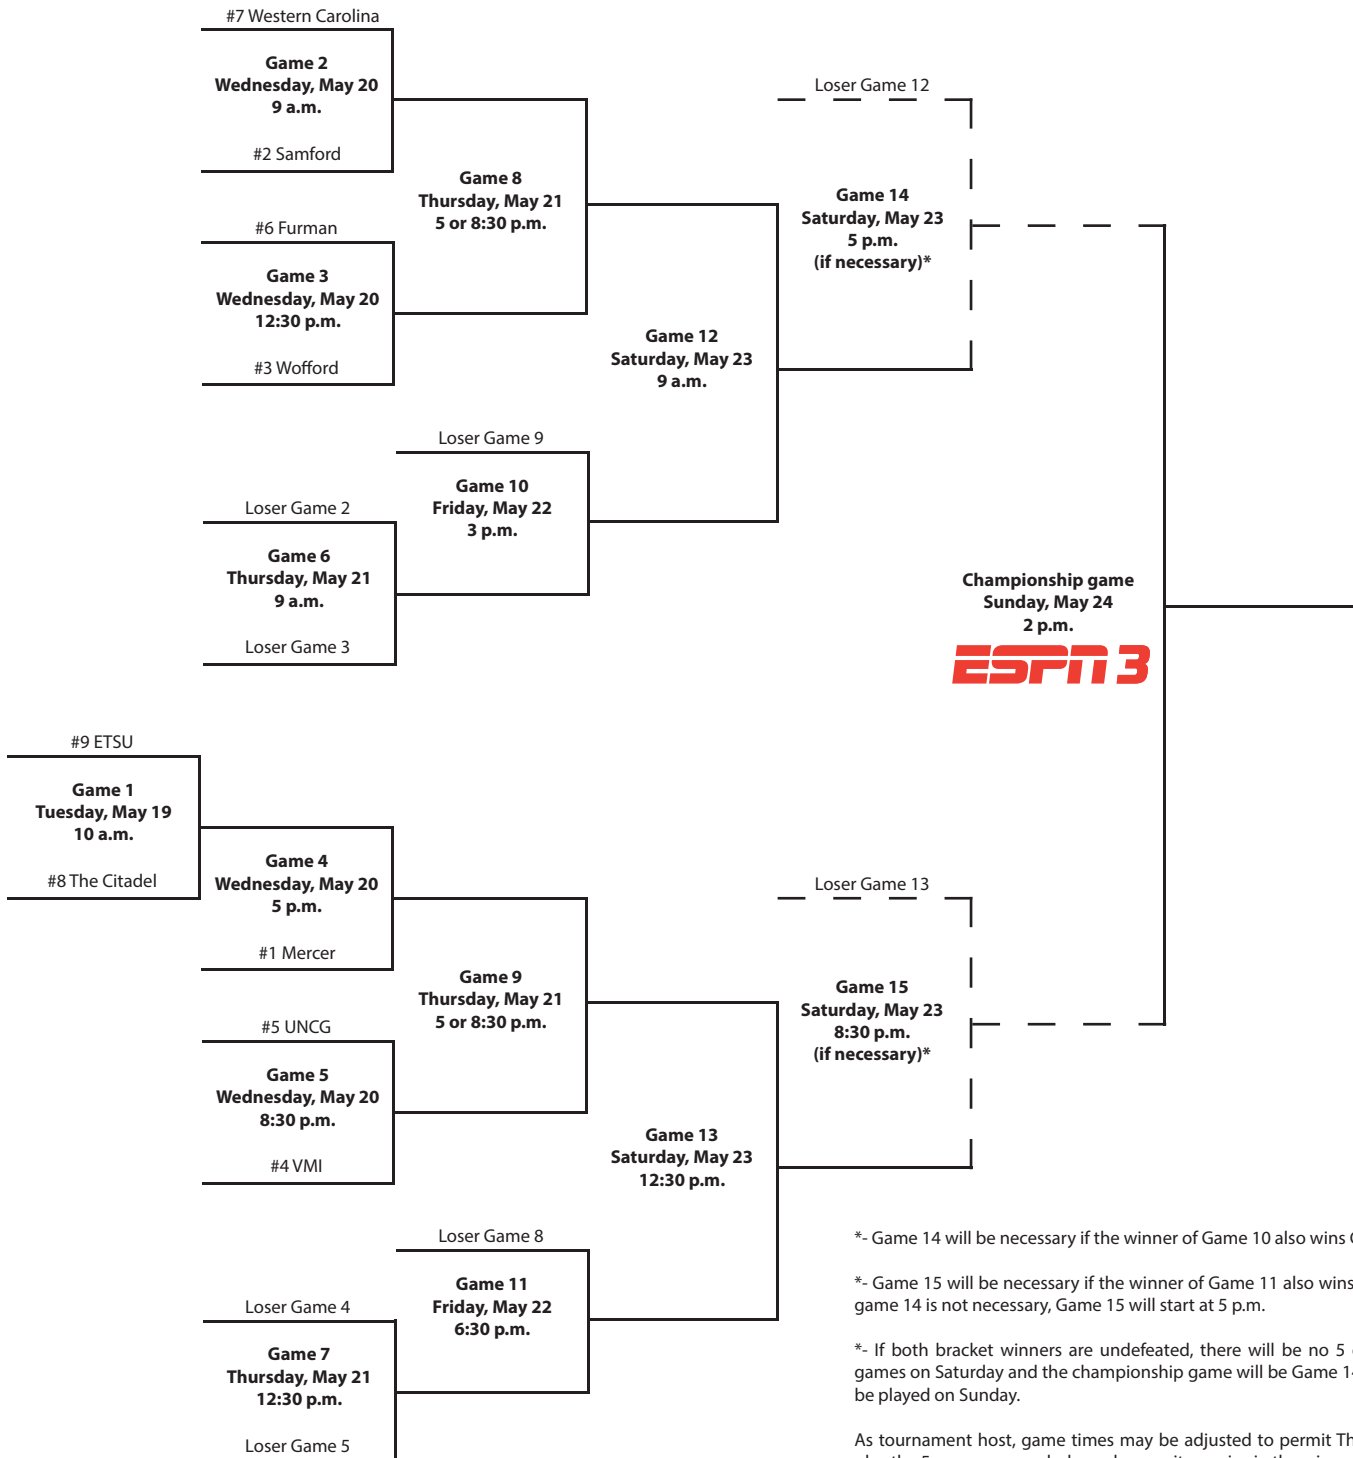 #7 Western Carolina
Game 2
Wednesday, May 20
9 a.m.
#2 Samford
Game 8
Thursday, May 21
5 or 8:30 p.m.
#6 Furman
Game 3
Wednesday, May 20
12:30 p.m.
#3 Wofford
Loser Game 12
Game 14
Saturday, May 23
5 p.m.
(if necessary)*
Game 12
Saturday, May 23
9 a.m.
Loser Game 9
Game 10
Friday, May 22
3 p.m.
Loser Game 2
Game 6
Thursday, May 21
9 a.m.
Loser Game 3
Championship game
Sunday, May 24
2 p.m.
ESPN 3
#9 ETSU
Game 1
Tuesday, May 19
10 a.m.
#8 The Citadel
Game 4
Wednesday, May 20
5 p.m.
#1 Mercer
Game 9
Thursday, May 21
5 or 8:30 p.m.
#5 UNCG
Game 5
Wednesday, May 20
8:30 p.m.
#4 VMI
Loser Game 13
Game 15
Saturday, May 23
8:30 p.m.
(if necessary)*
Game 13
Saturday, May 23
12:30 p.m.
Loser Game 8
Game 11
Friday, May 22
6:30 p.m.
Loser Game 4
Game 7
Thursday, May 21
12:30 p.m.
Loser Game 5
*- Game 14 will be necessary if the winner of Game 10 also wins
*- Game 15 will be necessary if the winner of Game 11 also wins
game 14 is not necessary, Game 15 will start at 5 p.m.
*- If both bracket winners are undefeated, there will be no 5
games on Saturday and the championship game will be Game 14
be played on Sunday.
As tournament host, game times may be adjusted to permit